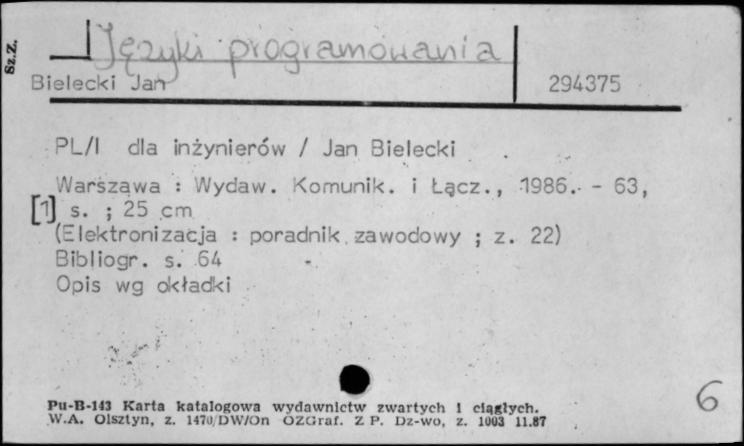 Sz.Z.
Języki programowania
Bielecki Jan
294375
PL/I dla inżynierów / Jan Bielecki
Warszawa : Wydaw. Komunik. i Łącz., 1986. - 63,
[1] s. ; 25 cm
(Elektronizacja : poradnik zawodowy ; z. 22)
Bibliogr. s. 64
Opis wg okładki
Pu-B-143 Karta katalogowa wydawnictw zwartych i ciągłych.
W.A. Olsztyn, z. 1470/DW/On OZGraf. Z P. Dz-wo, z. 1003 11.87
6